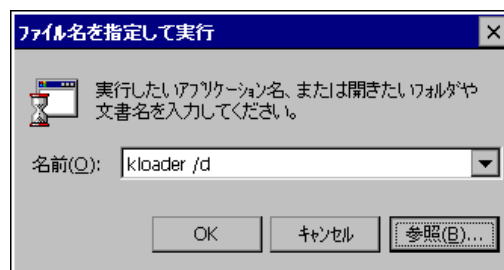 ﾌｧｲﾙ名を指定して実行
実行したいｱﾌﾟﾘｹｰｼｮﾝ名、または開きたいﾌｫﾙﾀﾞや
文書名を入力してください。
名前(O): kloader /d
OK ｷｬﾝｾﾙ 参照(B)...